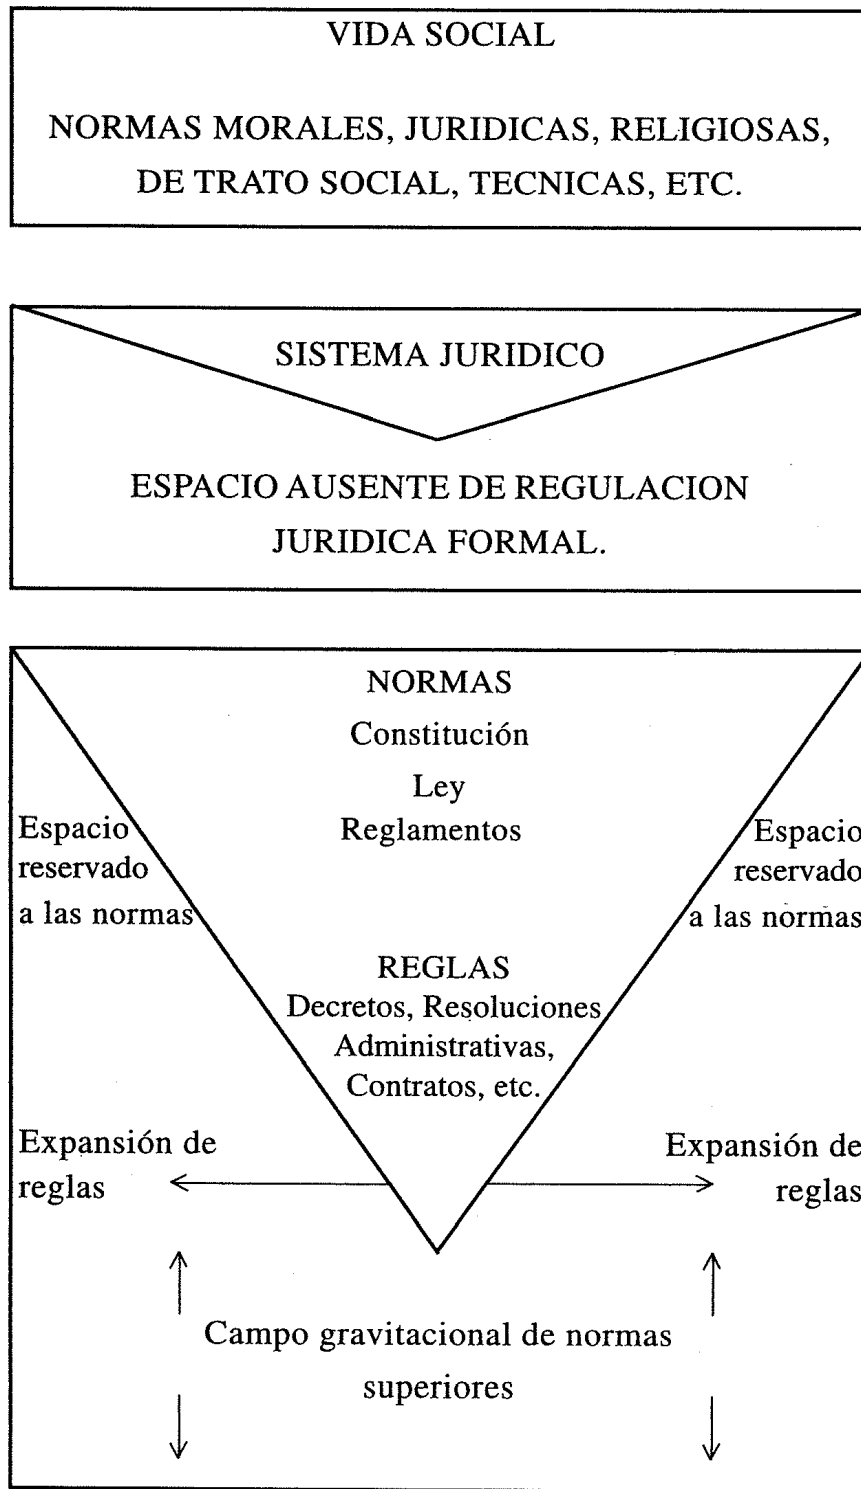 VIDA SOCIAL
NORMAS MORALES, JURIDICAS, RELIGIOSAS,
DE TRATO SOCIAL, TECNICAS, ETC.
SISTEMA JURIDICO
ESPACIO AUSENTE DE REGULACION
JURIDICA FORMAL.
NORMAS
Constitución
Ley
Reglamentos
Espacio
reservado
a las normas
Espacio
reservado
a las normas
REGLAS
Decretos, Resoluciones
Administrativas,
Contratos, etc.
Expansión de
reglas
Expansión de
reglas
Campo gravitacional de normas
superiores